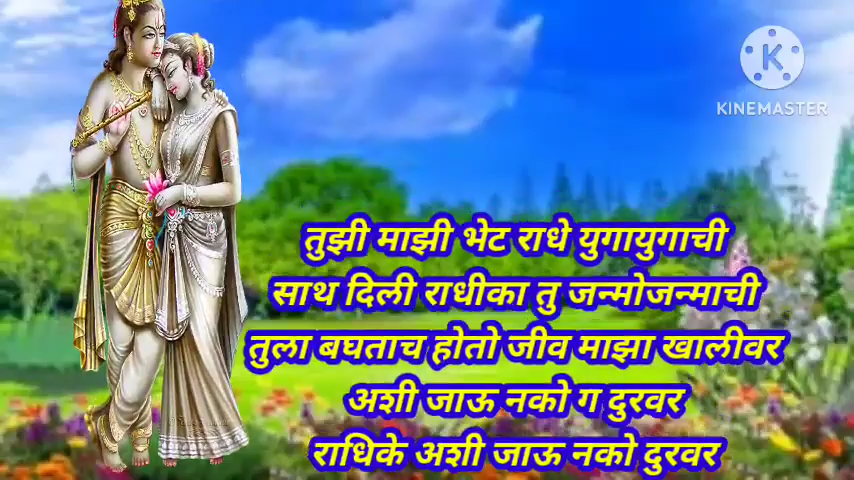 KINEMASTER
तुझी माझी भेट राधे युगायुगाची
साथ दिली राधीका तु जन्मोजन्माची
तुला बघताच होतो जीव माझा खालीवर
अशी जाऊ नको ग दुरवर
राधिके अशी जाऊ नको दुरवर